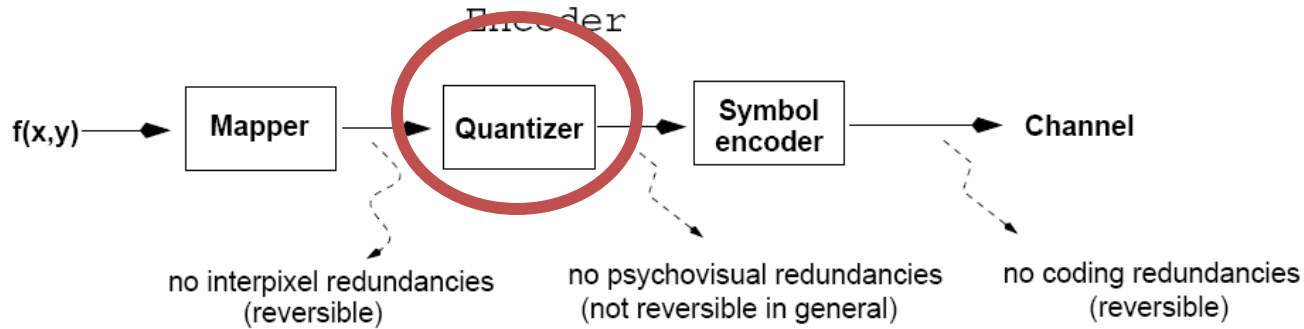 Encoder
f(x,y)
Mapper
Quantizer
Symbol
encoder
Channel
no interpixel redundancies
(reversible)
no psychovisual redundancies
(not reversible in general)
no coding redundancies
(reversible)